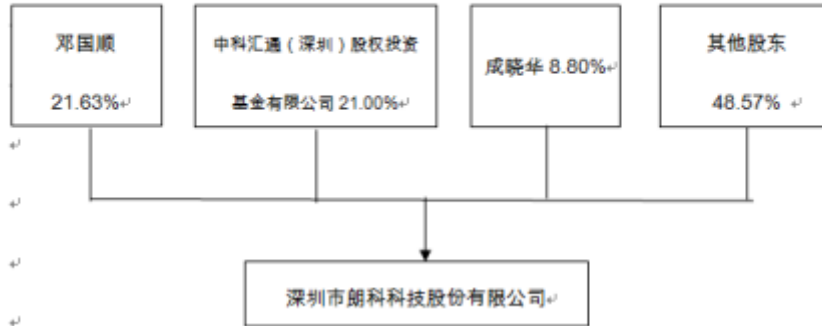 邓国顺
21.63%
中科汇通（深圳）股权投资
基金有限公司 21.00%
成晓华 8.80%
其他股东
48.57%
深圳市朗科科技股份有限公司